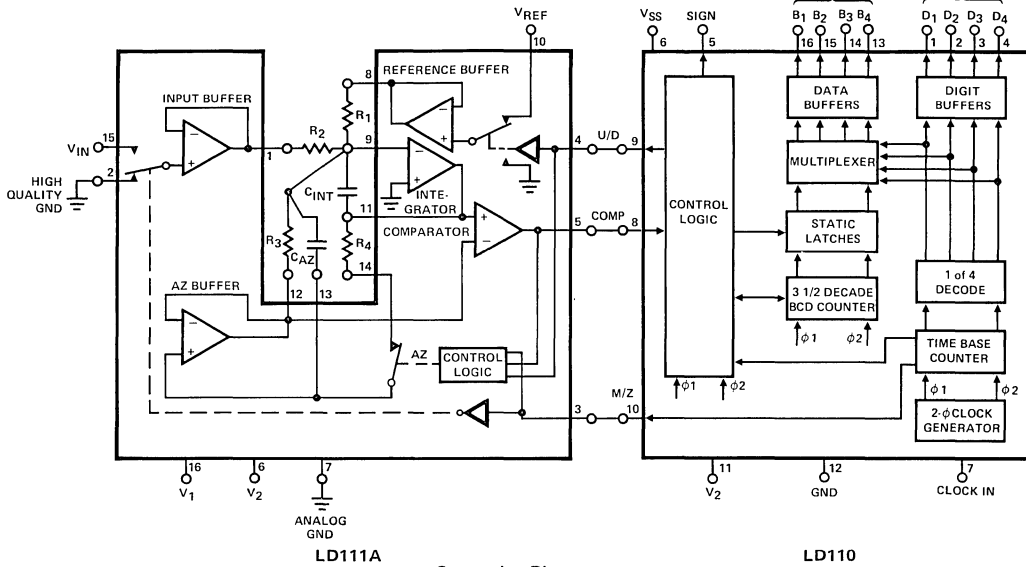 VREF
10
VSS
6
SIGN
5
B1 B2 B3 B4
16 15 14 13
D1 D2 D3 D4
1 2 3 4
8
REFERENCE BUFFER
INPUT BUFFER
R1
R2
1
9
15
VIN
2
HIGH
QUALITY
GND
− +
− +
− +
CINT
INTE-
GRATOR
11
COMPARATOR
+
−
R3
CAZ
R4
14
12 13
AZ BUFFER
−
+
AZ
CONTROL
LOGIC
4 U/D 9
5 COMP 8
3 M/Z 10
CONTROL
LOGIC
DATA
BUFFERS
DIGIT
BUFFERS
MULTIPLEXER
STATIC
LATCHES
3 1/2 DECADE
BCD COUNTER
1 of 4
DECODE
ϕ1 ϕ2
TIME BASE
COUNTER
ϕ1 ϕ2
ϕ1 ϕ2
2-ϕCLOCK
GENERATOR
16
V1
6
V2
7
ANALOG
GND
11
V2
12
GND
7
CLOCK IN
LD111A
LD110